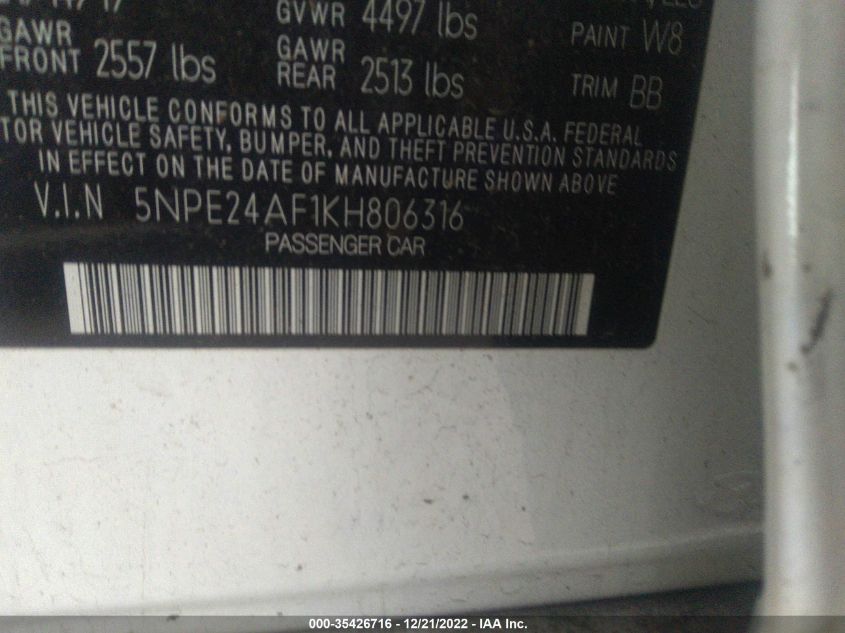 GVWR 4497 lbs
GAWR FRONT 2557 lbs
GAWR REAR 2513 lbs
PAINT W8
TRIM BB
THIS VEHICLE CONFORMS TO ALL APPLICABLE U.S.A. FEDERAL
TOR VEHICLE SAFETY, BUMPER, AND THEFT PREVENTION STANDARDS
IN EFFECT ON THE DATE OF MANUFACTURE SHOWN ABOVE
V.I.N 5NPE24AF1KH806316
PASSENGER CAR
000-35426716 - 12/21/2022 - IAA Inc.